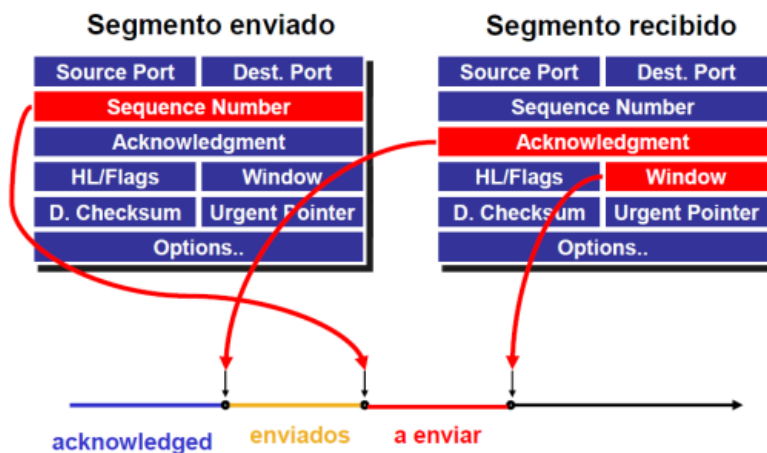 Segmento enviado
Source Port Dest. Port
Sequence Number
Acknowledgment
HL/Flags Window
D. Checksum Urgent Pointer
Options..
Segmento recibido
Source Port Dest. Port
Sequence Number
Acknowledgment
HL/Flags Window
D. Checksum Urgent Pointer
Options..
acknowledged enviados a enviar